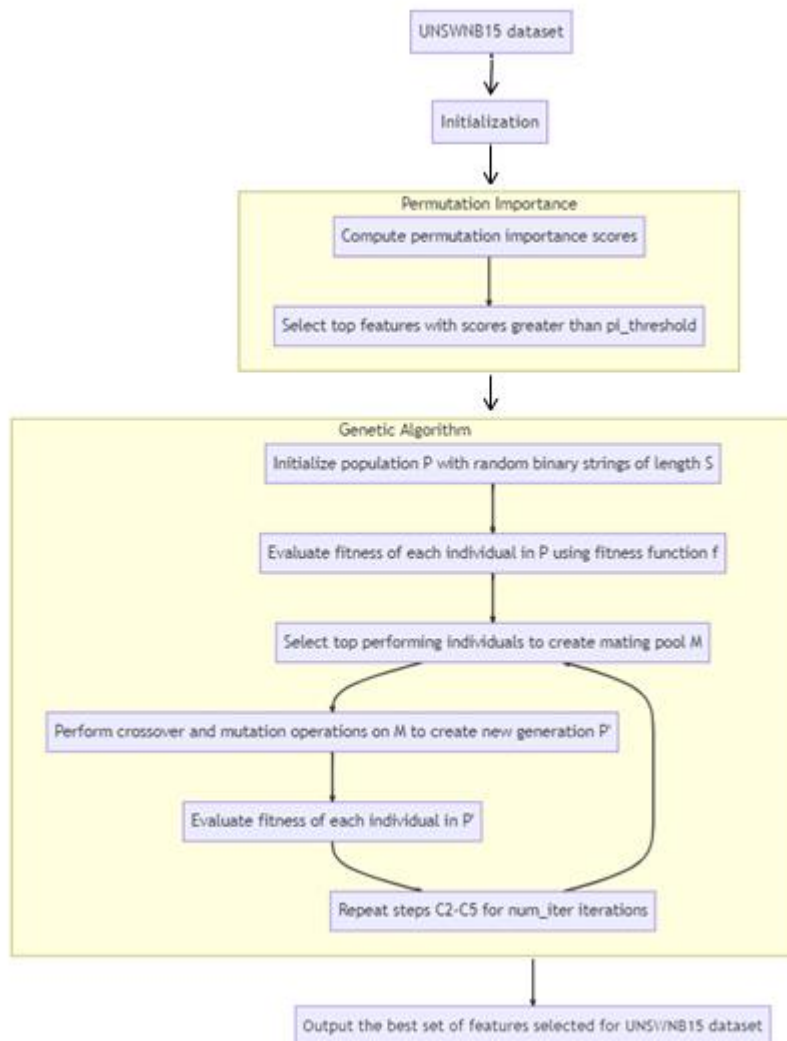 UNSWNB15 dataset
Initialization
Permutation Importance
Compute permutation importance scores
Select top features with scores greater than pi_threshold
Genetic Algorithm
Initialize population P with random binary strings of length S
Evaluate fitness of each individual in P using fitness function f
Select top performing individuals to create mating pool M
Perform crossover and mutation operations on M to create new generation P'
Evaluate fitness of each individual in P'
Repeat steps C2-C5 for num_iter iterations
Output the best set of features selected for UNSWNB15 dataset